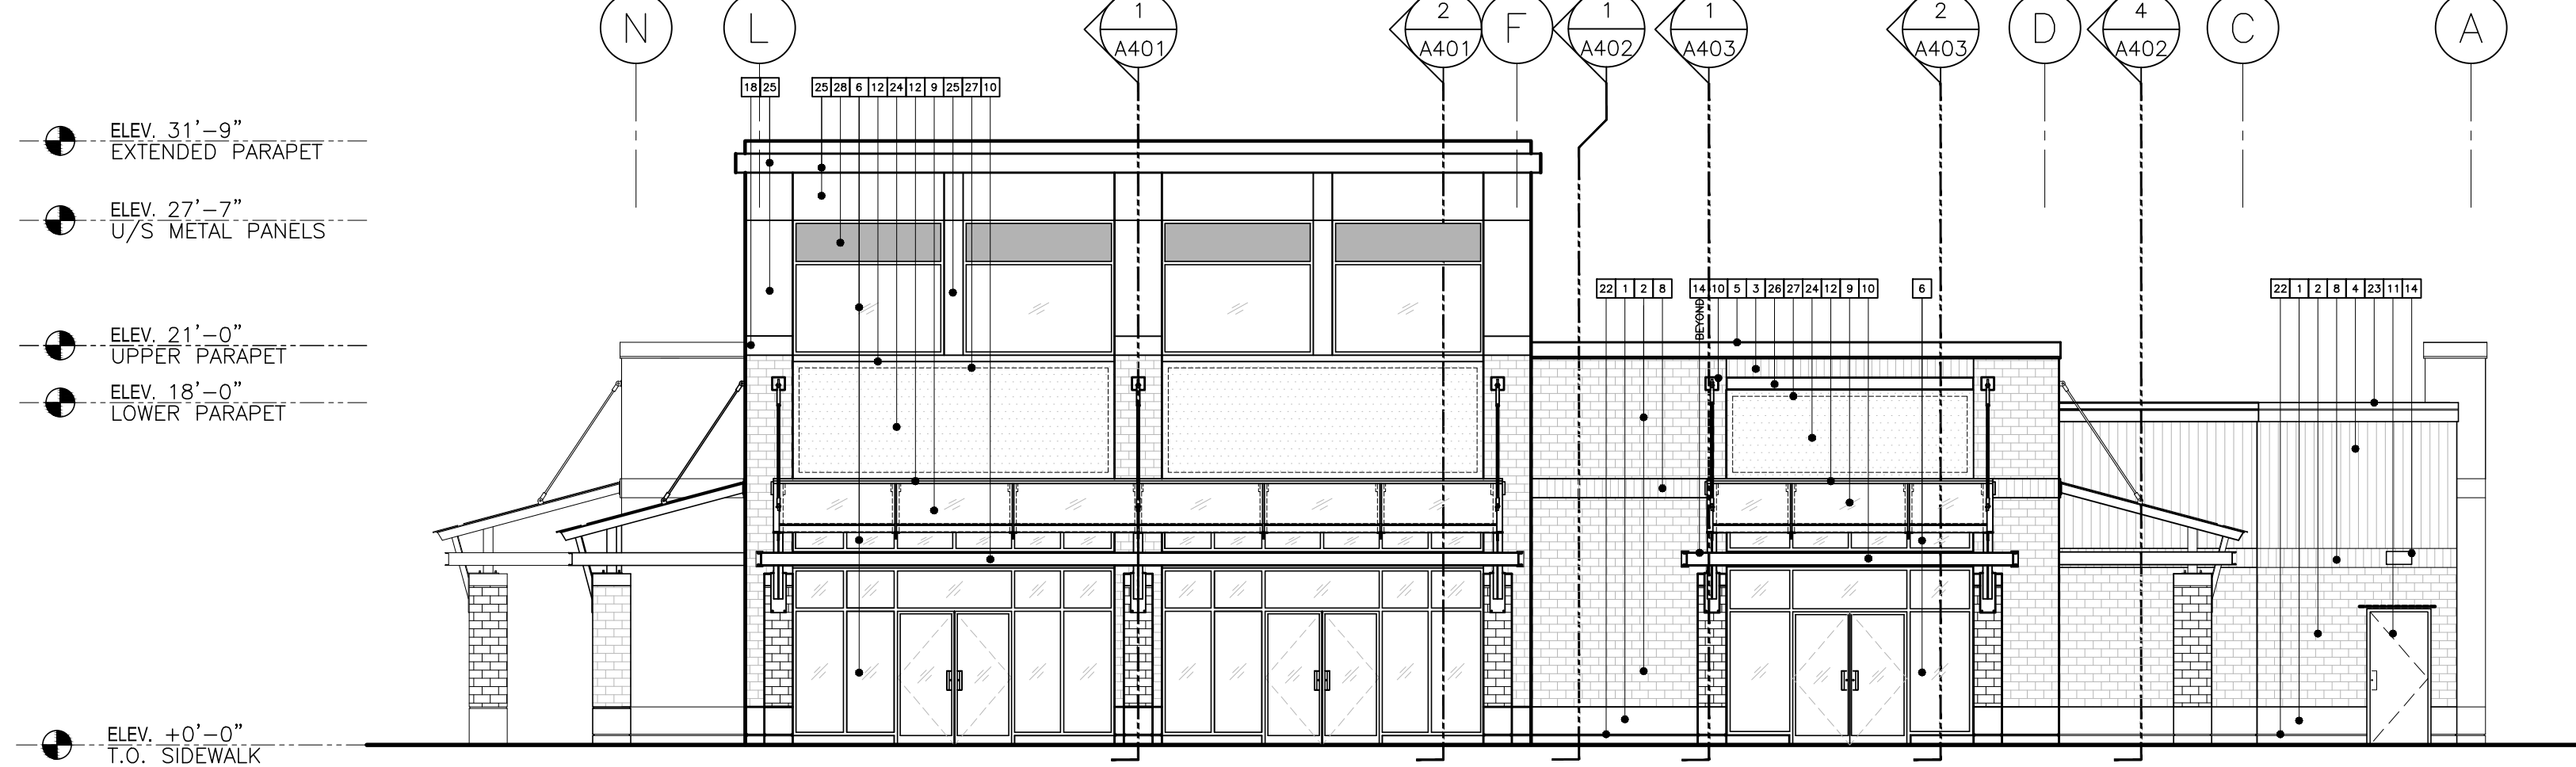 N
L
1
A401
2
A401
F
1
A402
1
A403
2
A403
D
4
A402
C
A
18 25
25 28 6 12 24 12 9 25 27 10
ELEV. 31'-9"
EXTENDED PARAPET
ELEV. 27'-7"
U/S METAL PANELS
22 1 2 8
14 10 5 3 26 27 24 12 9 10
6
22 1 2 8 4 23 11 14
BEYOND
ELEV. 21'-0"
UPPER PARAPET
ELEV. 18'-0"
LOWER PARAPET
ELEV. +0'-0"
T.O. SIDEWALK